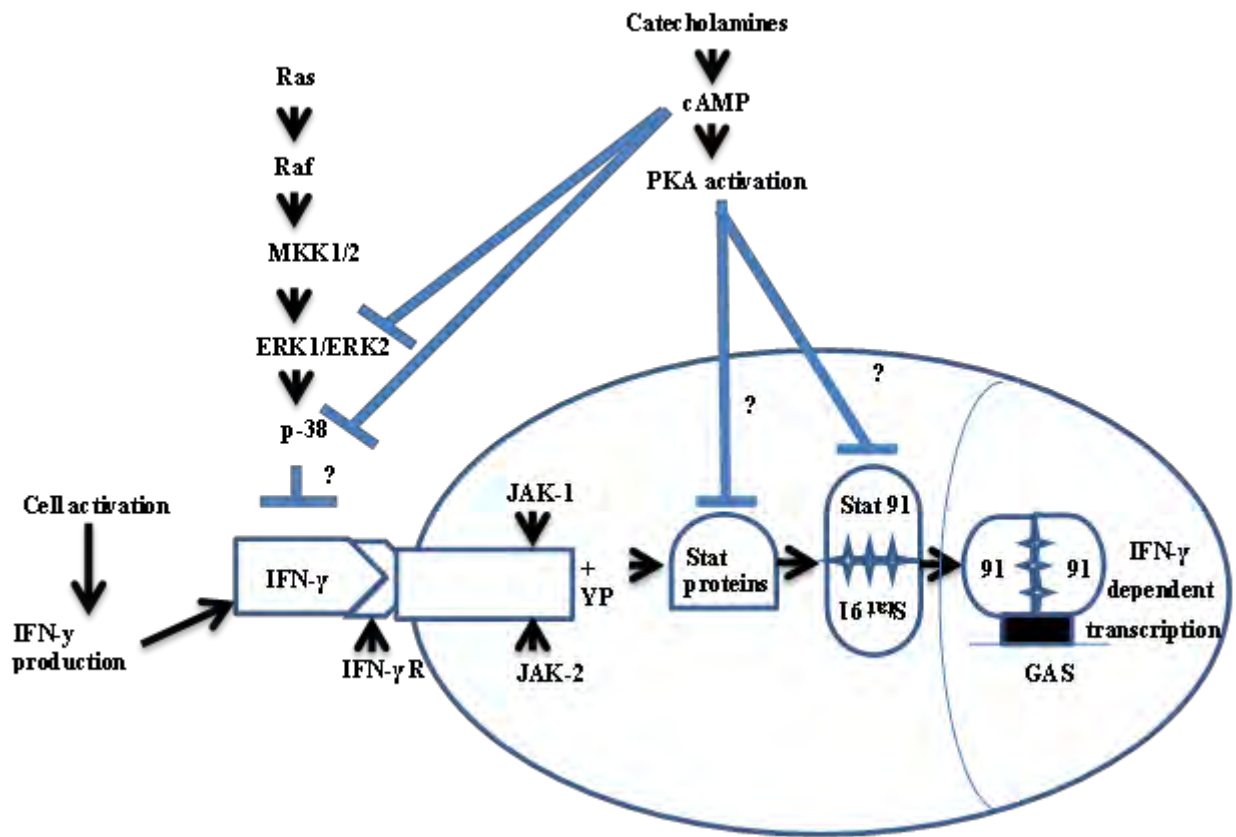 Catecholamines
cAMP
PKA activation
Ras
Raf
MKK1/2
ERK1/ERK2
p-38
?
?
?
Cell activation
IFN-y
production
IFN-γ
IFN-γ R
JAK-1
JAK-2
+
YP
Stat
proteins
Stat 91
Stat 91
91
91
IFN-γ
dependent
transcription
GAS